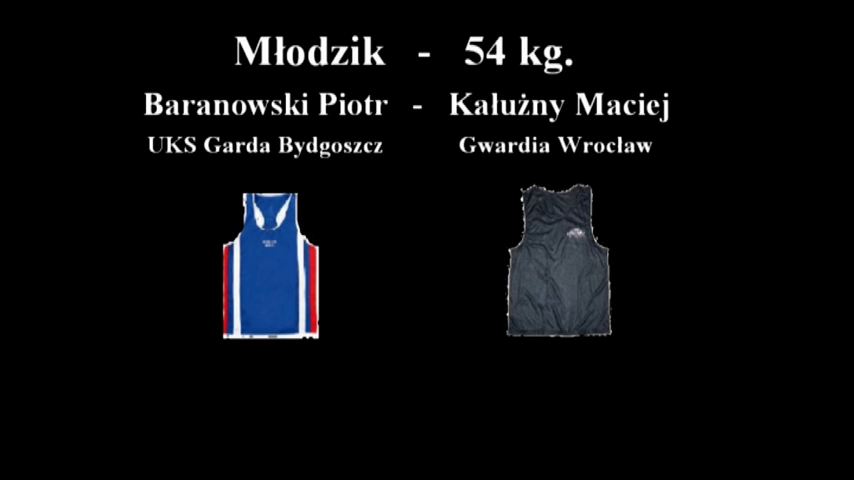 Młodzik - 54 kg.
Baranowski Piotr - Kałużny Maciej
UKS Garda Bydgoszcz Gwardia Wrocław